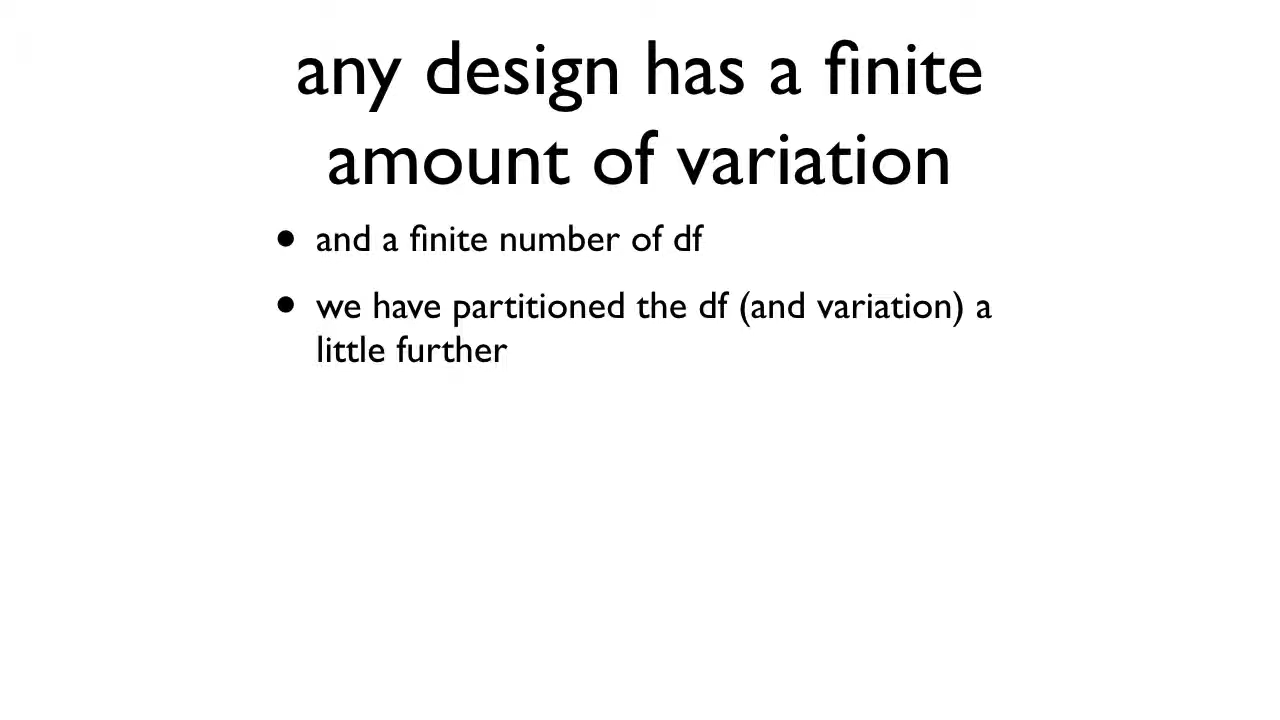 any design has a finite
amount of variation
• and a finite number of df
• we have partitioned the df (and variation) a
little further